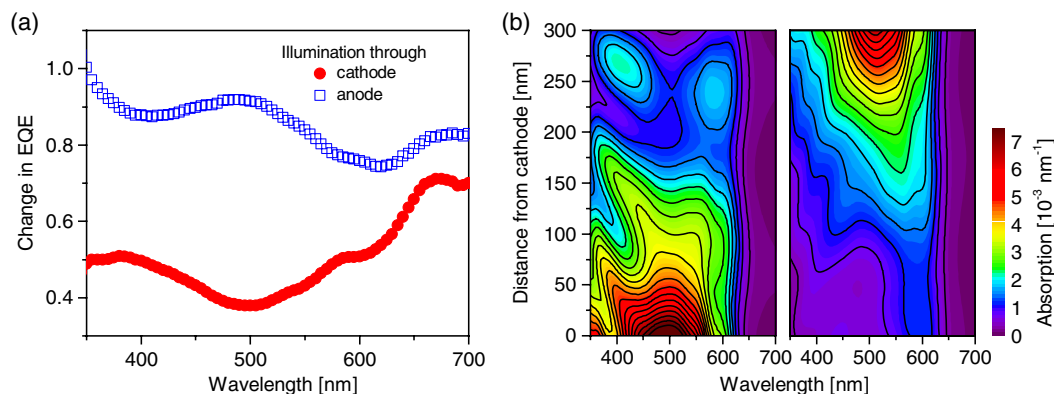 (a)
Change in EQE
1.0
0.8
0.6
0.4
Illumination through
cathode
anode
400
500
600
700
Wavelength [nm]
(b)
Distance from cathode [nm]
300
250
200
150
100
50
0
400 500 600 700
400 500 600 700
Wavelength [nm]
7
6
5
4
3
2
1
0
Absorption [10⁻³ nm⁻¹]